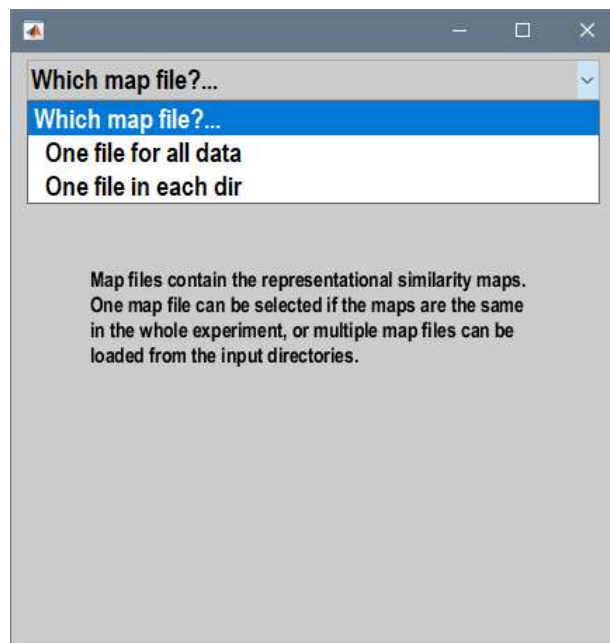 Which map file?...
Which map file?...
One file for all data
One file in each dir
Map files contain the representational similarity maps.
One map file can be selected if the maps are the same
in the whole experiment, or multiple map files can be
loaded from the input directories.